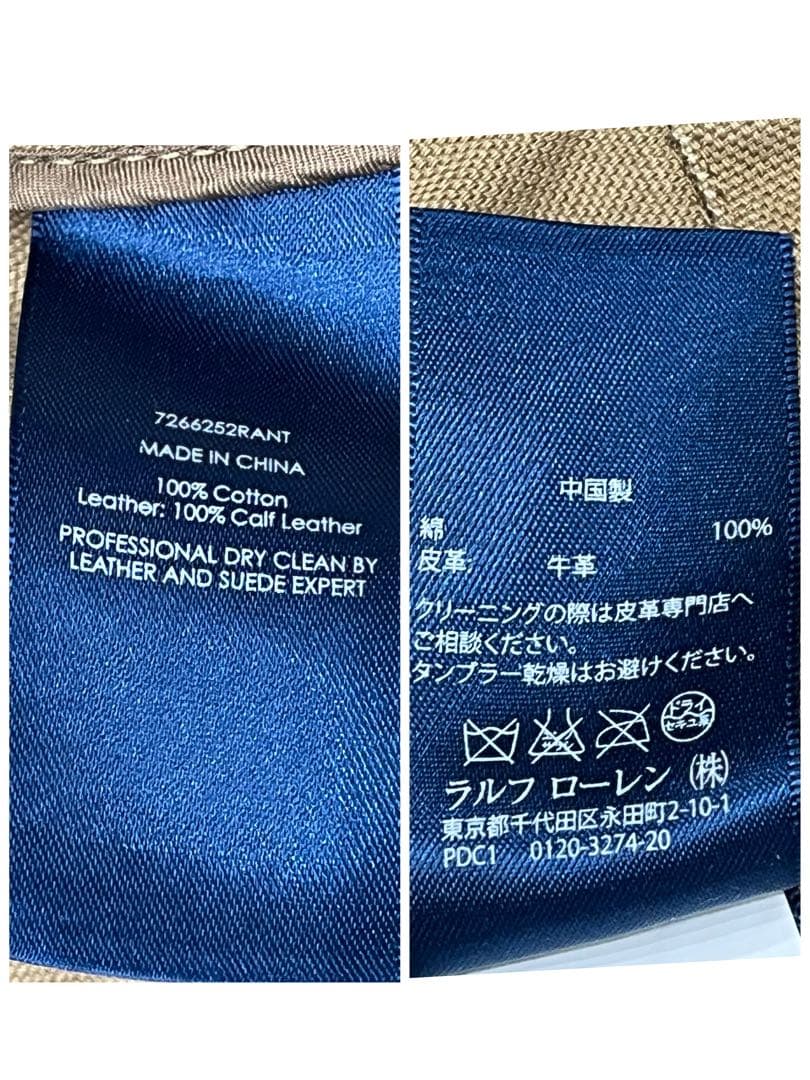 7266252RANT
MADE IN CHINA
100% Cotton
Leather: 100% Calf Leather
PROFESSIONAL DRY CLEAN BY
LEATHER AND SUEDE EXPERT
中国製
綿 100%
皮革: 牛革
クリーニングの際は皮革専門店へ
ご相談ください。
タンブラー乾燥はお避けください。
ドライ
セキユ系
ラルフ ローレン (株)
東京都千代田区永田町2-10-1
PDC1 0120-3274-20